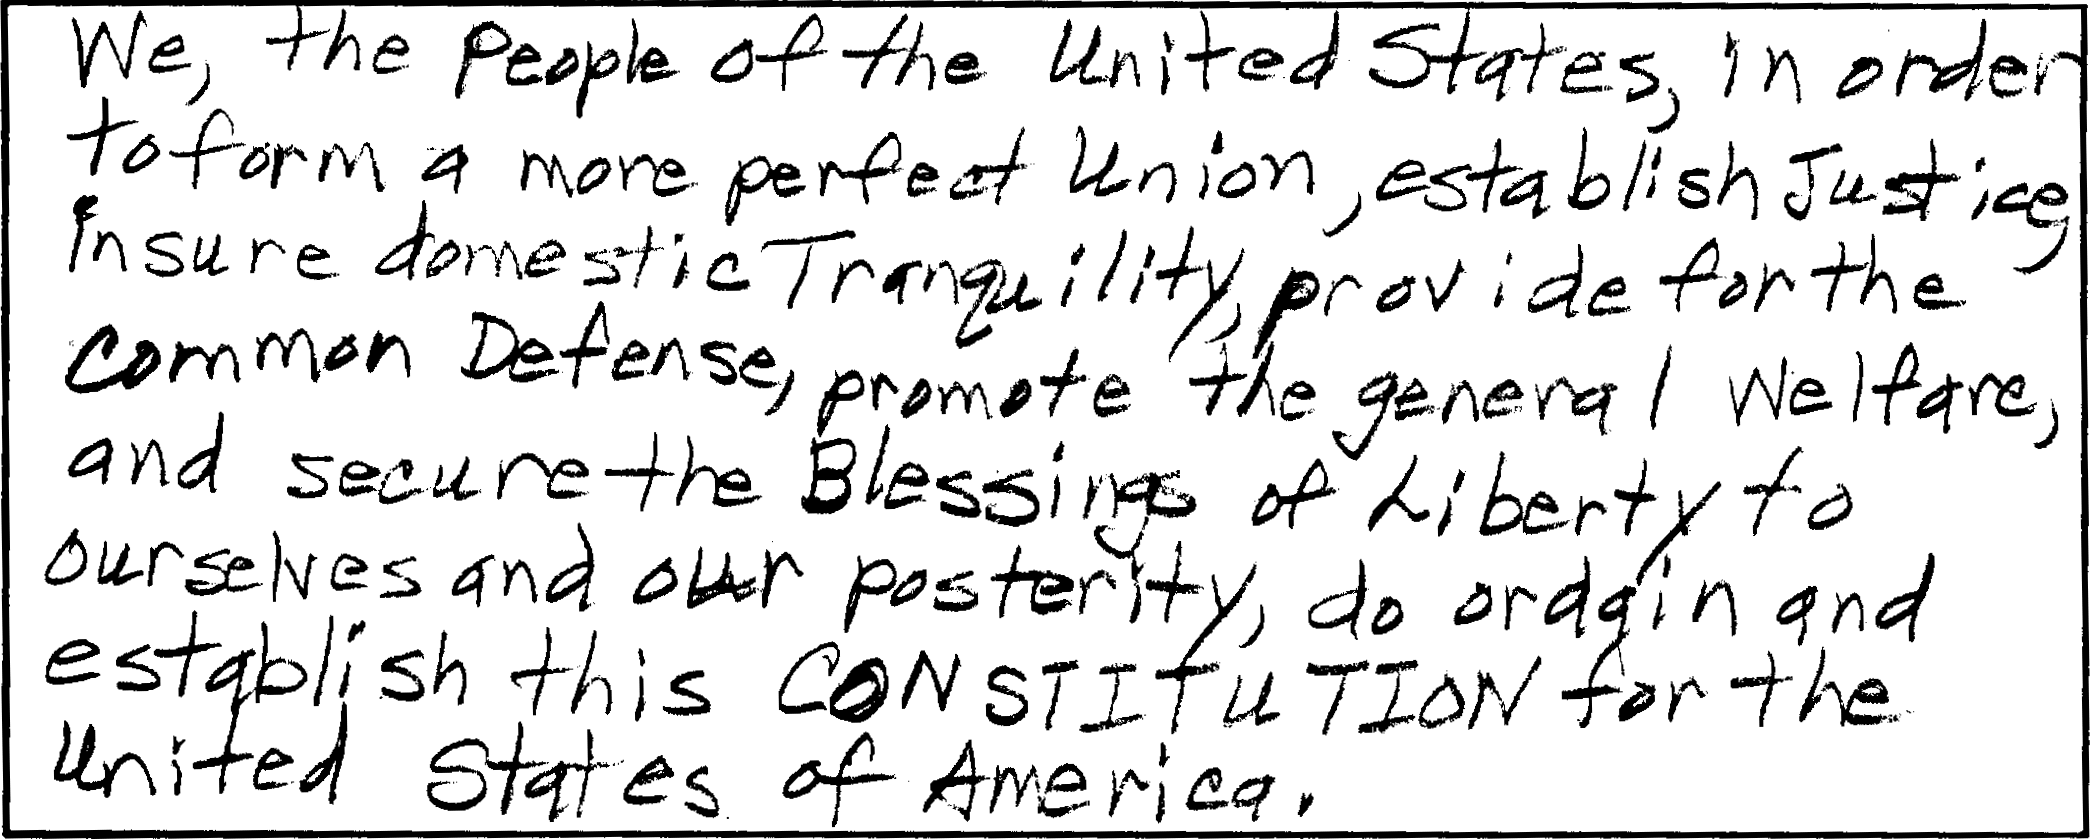 We, the People of the United States, in order
to form a more perfect Union, establish Justice,
insure domestic Tranquility, provide for the
Common Defense, promote the general Welfare,
and secure the Blessings of Liberty to
ourselves and our posterity, do ordain and
establish this CONSTITUTION for the
United States of America.